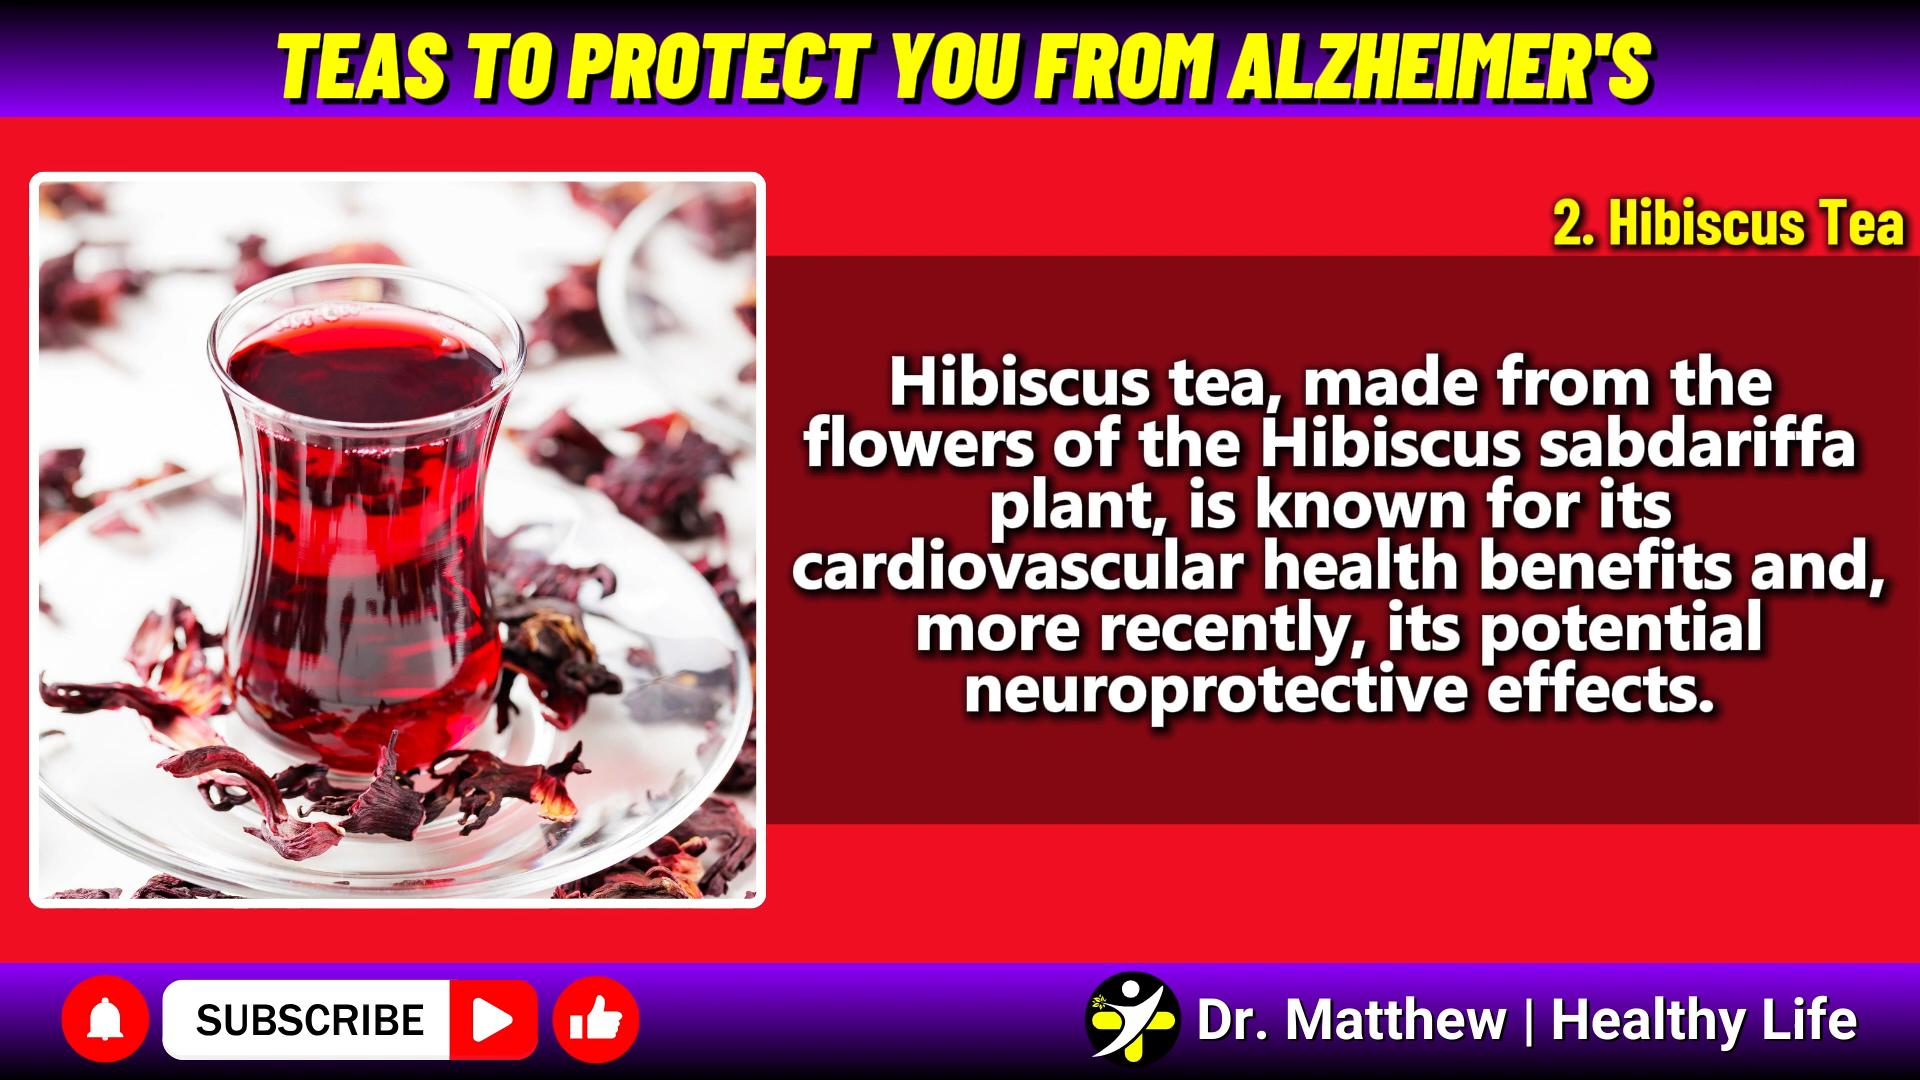 TEAS TO PROTECT YOU FROM ALZHEIMER'S
2. Hibiscus Tea
Hibiscus tea, made from the
flowers of the Hibiscus sabdariffa
plant, is known for its
cardiovascular health benefits and,
more recently, its potential
neuroprotective effects.
SUBSCRIBE
Dr. Matthew | Healthy Life